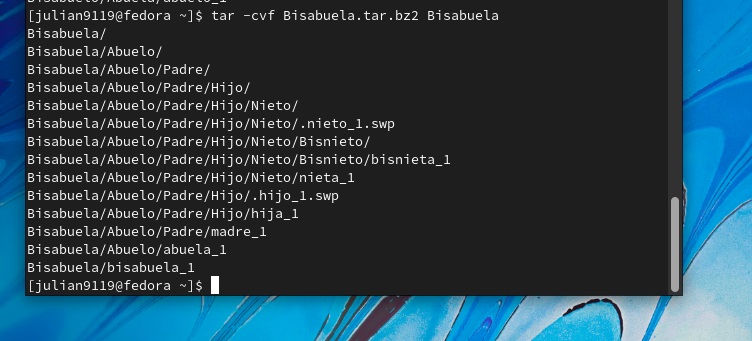 Bisabuela/Abuelo/abuelo_1
[julian9119@fedora ~]$ tar -cvf Bisabuela.tar.bz2 Bisabuela
Bisabuela/
Bisabuela/Abuelo/
Bisabuela/Abuelo/Padre/
Bisabuela/Abuelo/Padre/Hijo/
Bisabuela/Abuelo/Padre/Hijo/Nieto/
Bisabuela/Abuelo/Padre/Hijo/Nieto/.nieto_1.swp
Bisabuela/Abuelo/Padre/Hijo/Nieto/Bisnieto/
Bisabuela/Abuelo/Padre/Hijo/Nieto/Bisnieto/bisnieta_1
Bisabuela/Abuelo/Padre/Hijo/Nieto/nieta_1
Bisabuela/Abuelo/Padre/Hijo/.hijo_1.swp
Bisabuela/Abuelo/Padre/Hijo/hija_1
Bisabuela/Abuelo/Padre/madre_1
Bisabuela/Abuelo/abuela_1
Bisabuela/bisabuela_1
[julian9119@fedora ~]$